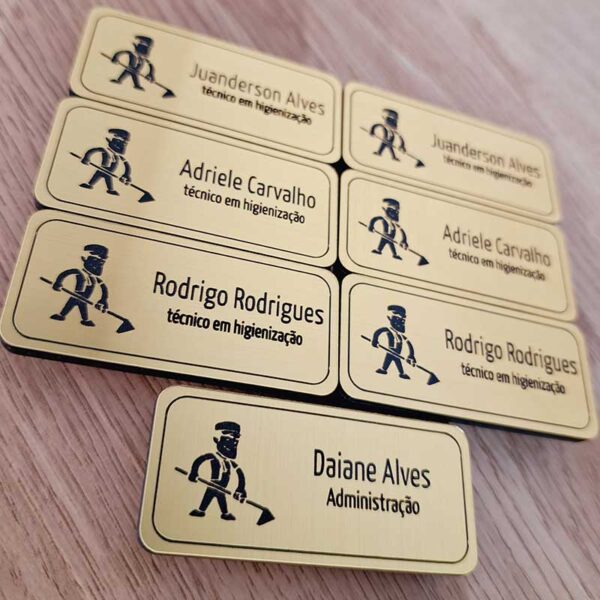 Juanderson Alves
técnico em higienização
Juanderson Alves
técnico em higienização
Adriele Carvalho
técnico em higienização
Adriele Carvalho
técnico em higienização
Rodrigo Rodrigues
técnico em higienização
Rodrigo Rodrigues
técnico em higienização
Daiane Alves
Administração